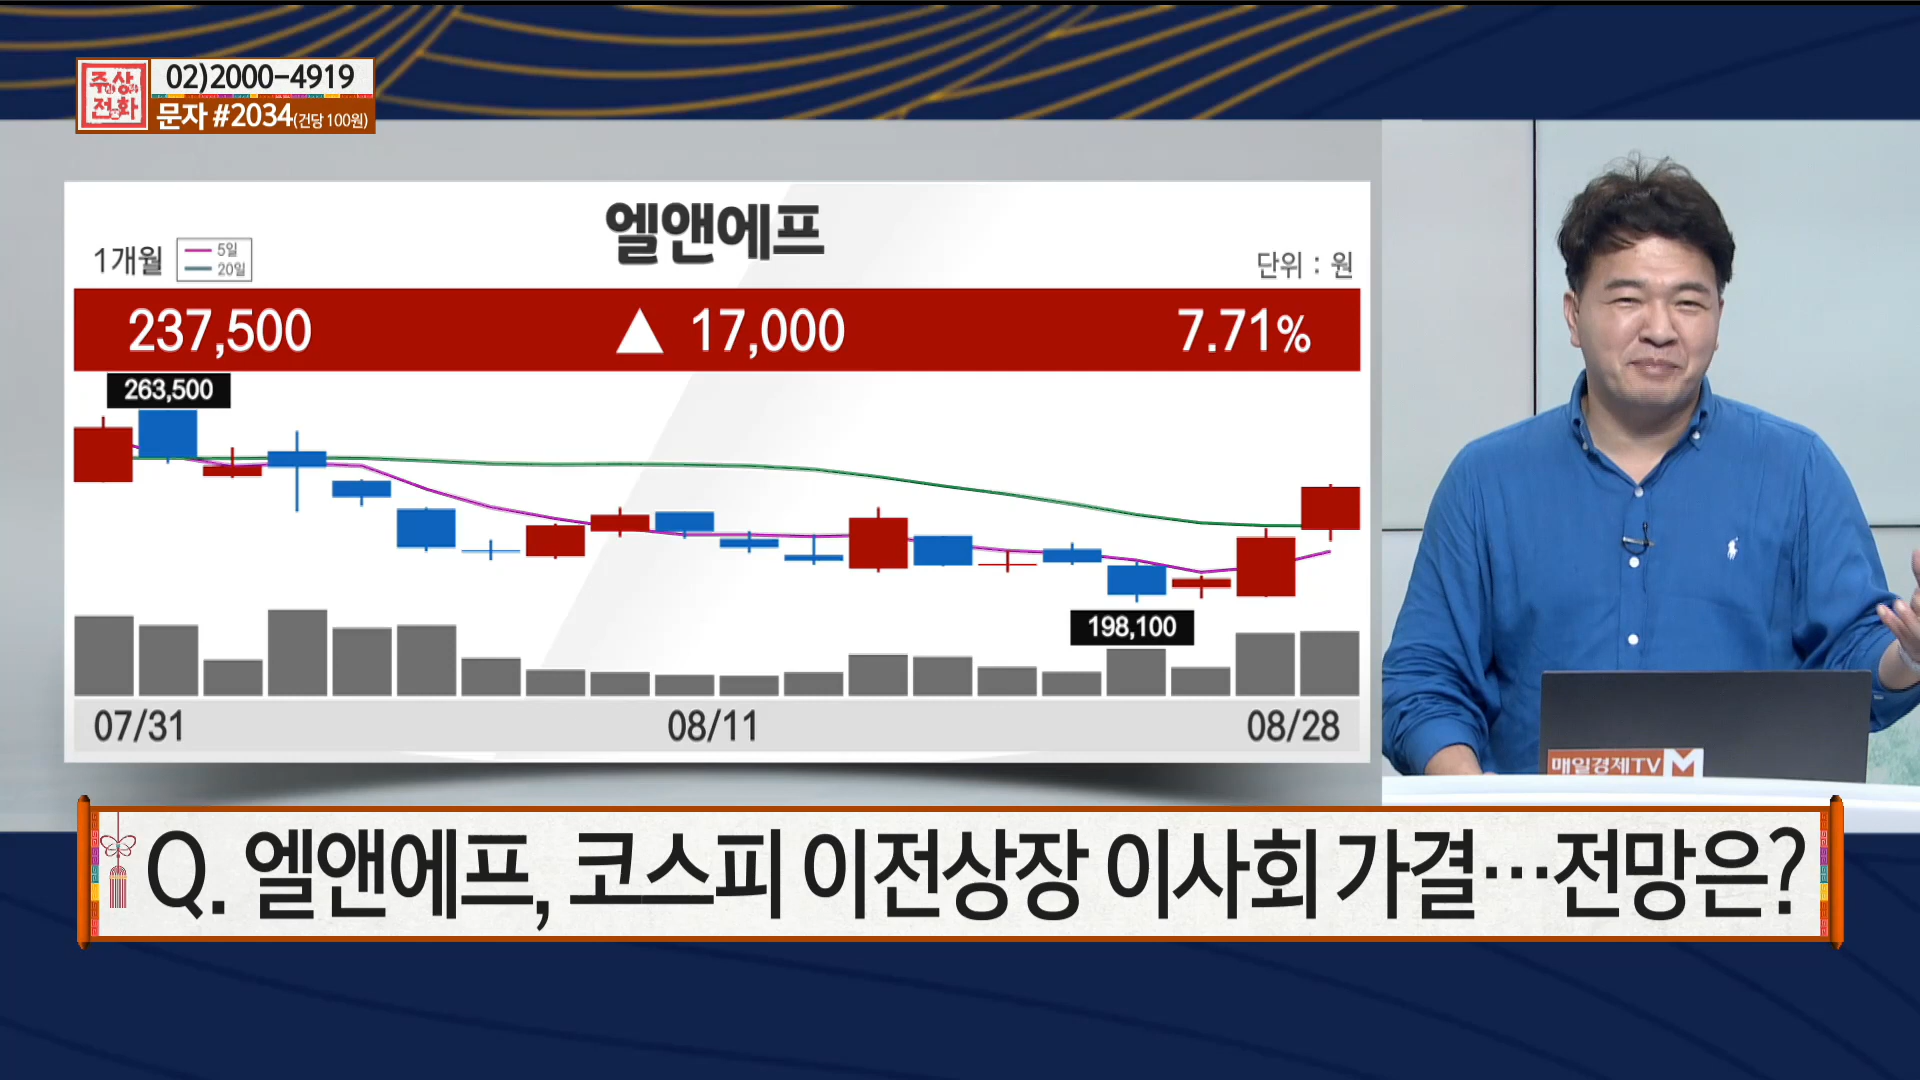 주상
전화
02)2000-4919
문자 #2034(건당 100원)
엘앤에프
1개월
5일
20일
단위 : 원
237,500 ▲ 17,000 7.71%
263,500
198,100
07/31 08/11 08/28
매일경제TV M
Q. 엘앤에프, 코스피 이전상장 이사회 가결…전망은?